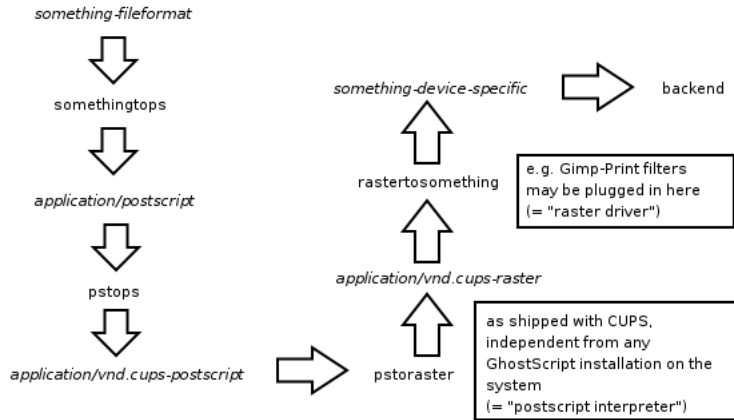 something-fileformat
somethingtops
application/postscript
pstops
application/vnd.cups-postscript
pstoraster
as shipped with CUPS,
independent from any
GhostScript installation on the
system
(= "postscript interpreter")
application/vnd.cups-raster
rastertosomething
e.g. Gimp-Print filters
may be plugged in here
(= "raster driver")
something-device-specific
backend